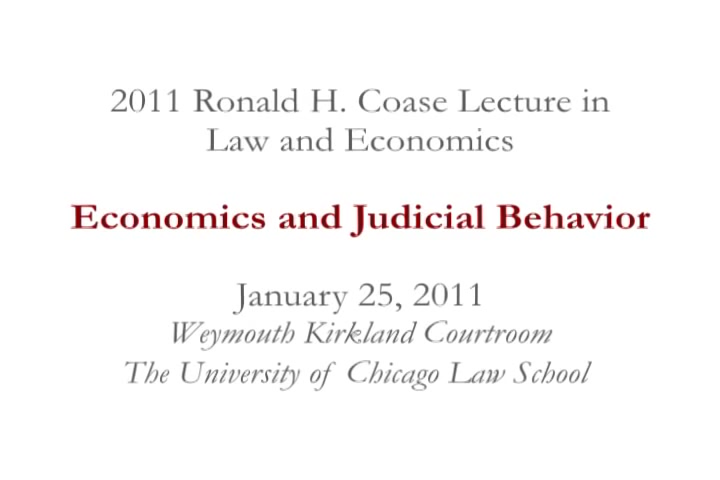 2011 Ronald H. Coase Lecture in
Law and Economics
Economics and Judicial Behavior
January 25, 2011
Weymouth Kirkland Courtroom
The University of Chicago Law School